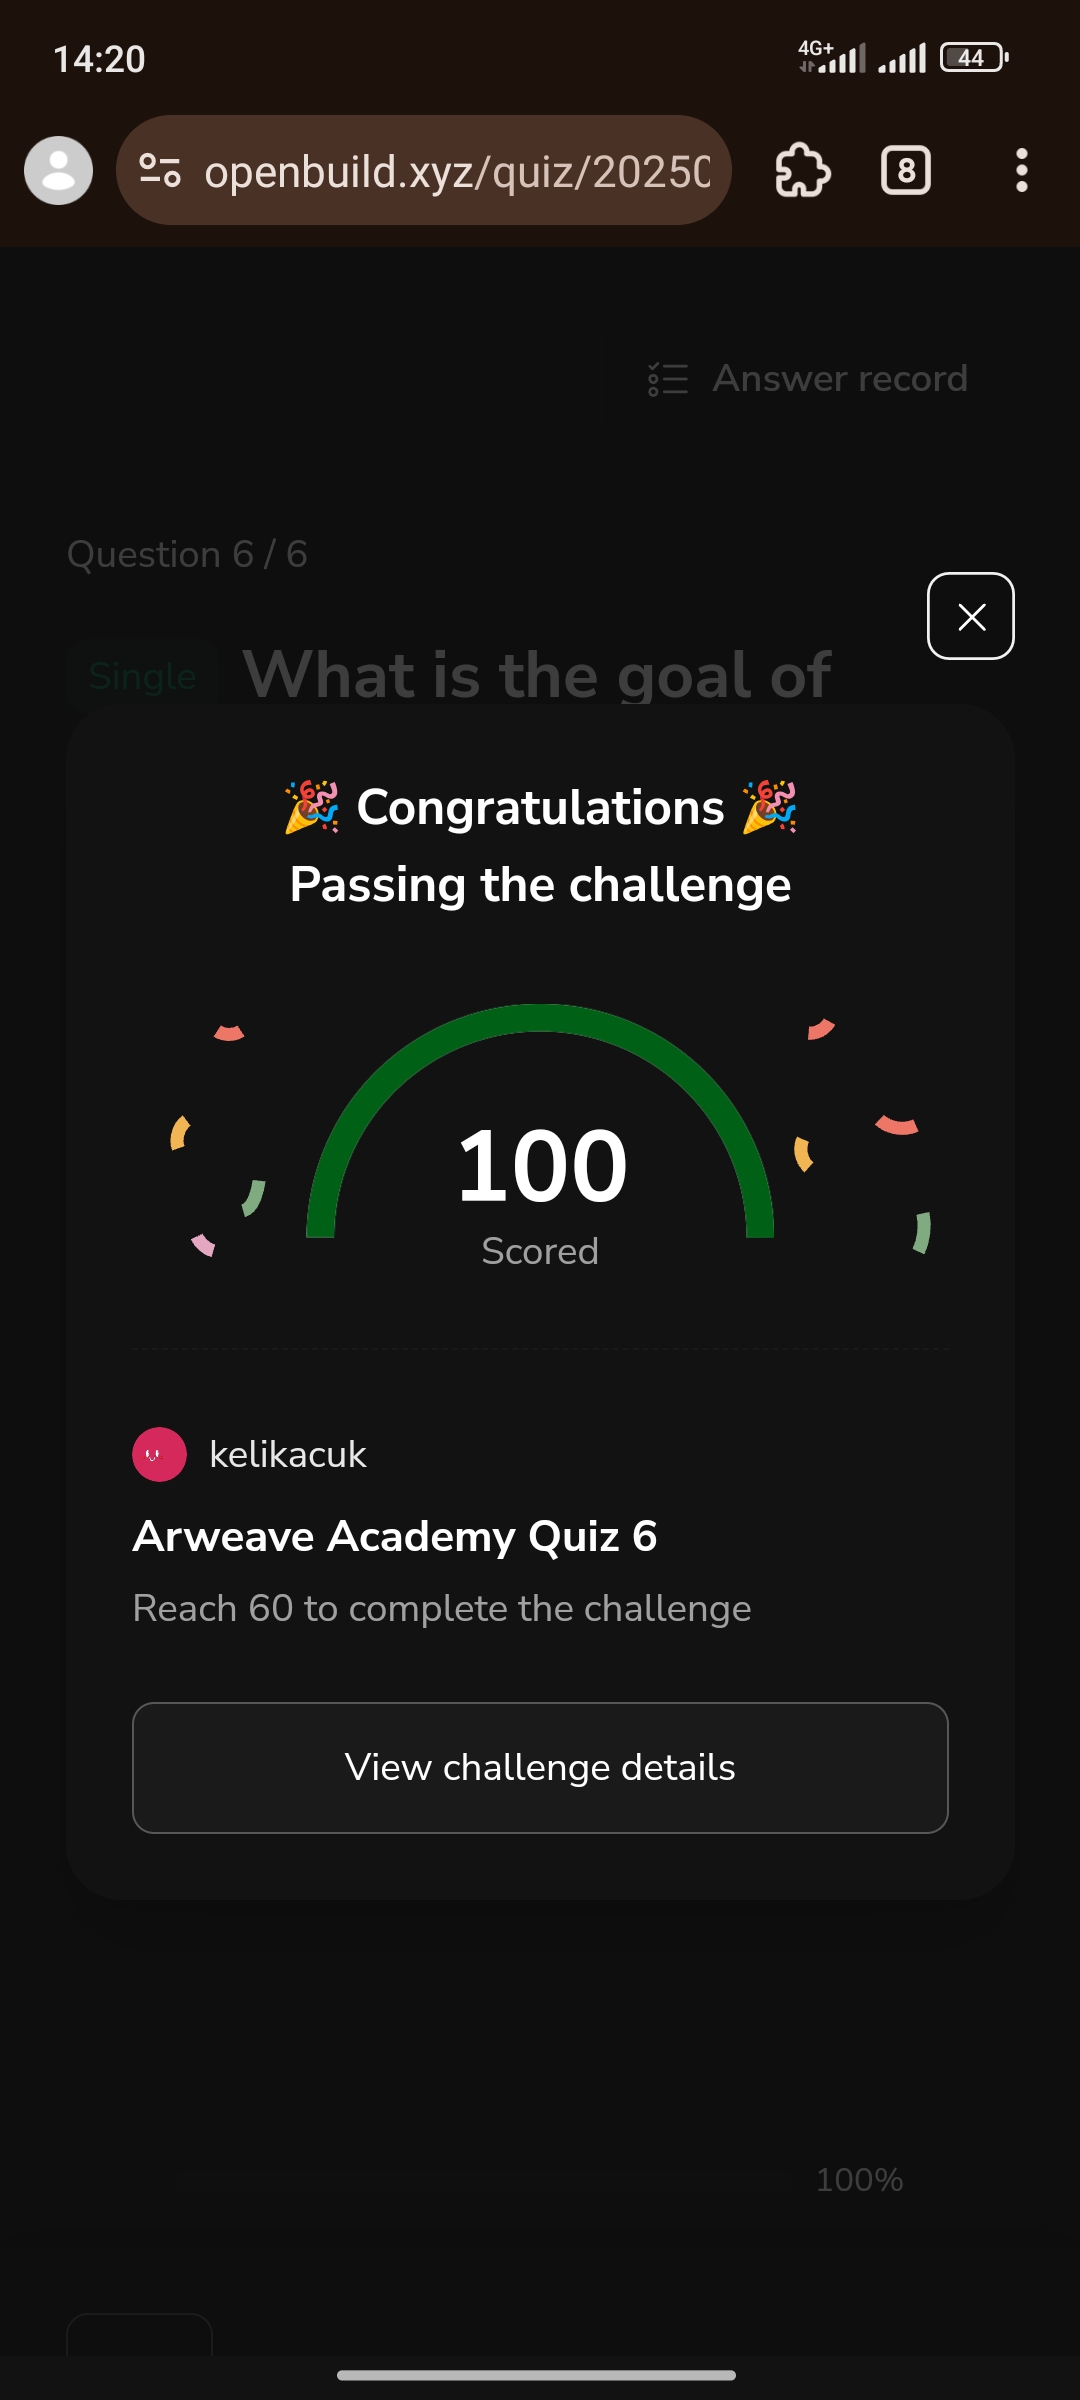 14:20
4G+
44
openbuild.xyz/quiz/20250
8
Answer record
Question 6 / 6
Single What is the goal of
🎉 Congratulations 🎉
Passing the challenge
100
Scored
kelikacuk
Arweave Academy Quiz 6
Reach 60 to complete the challenge
View challenge details
100%